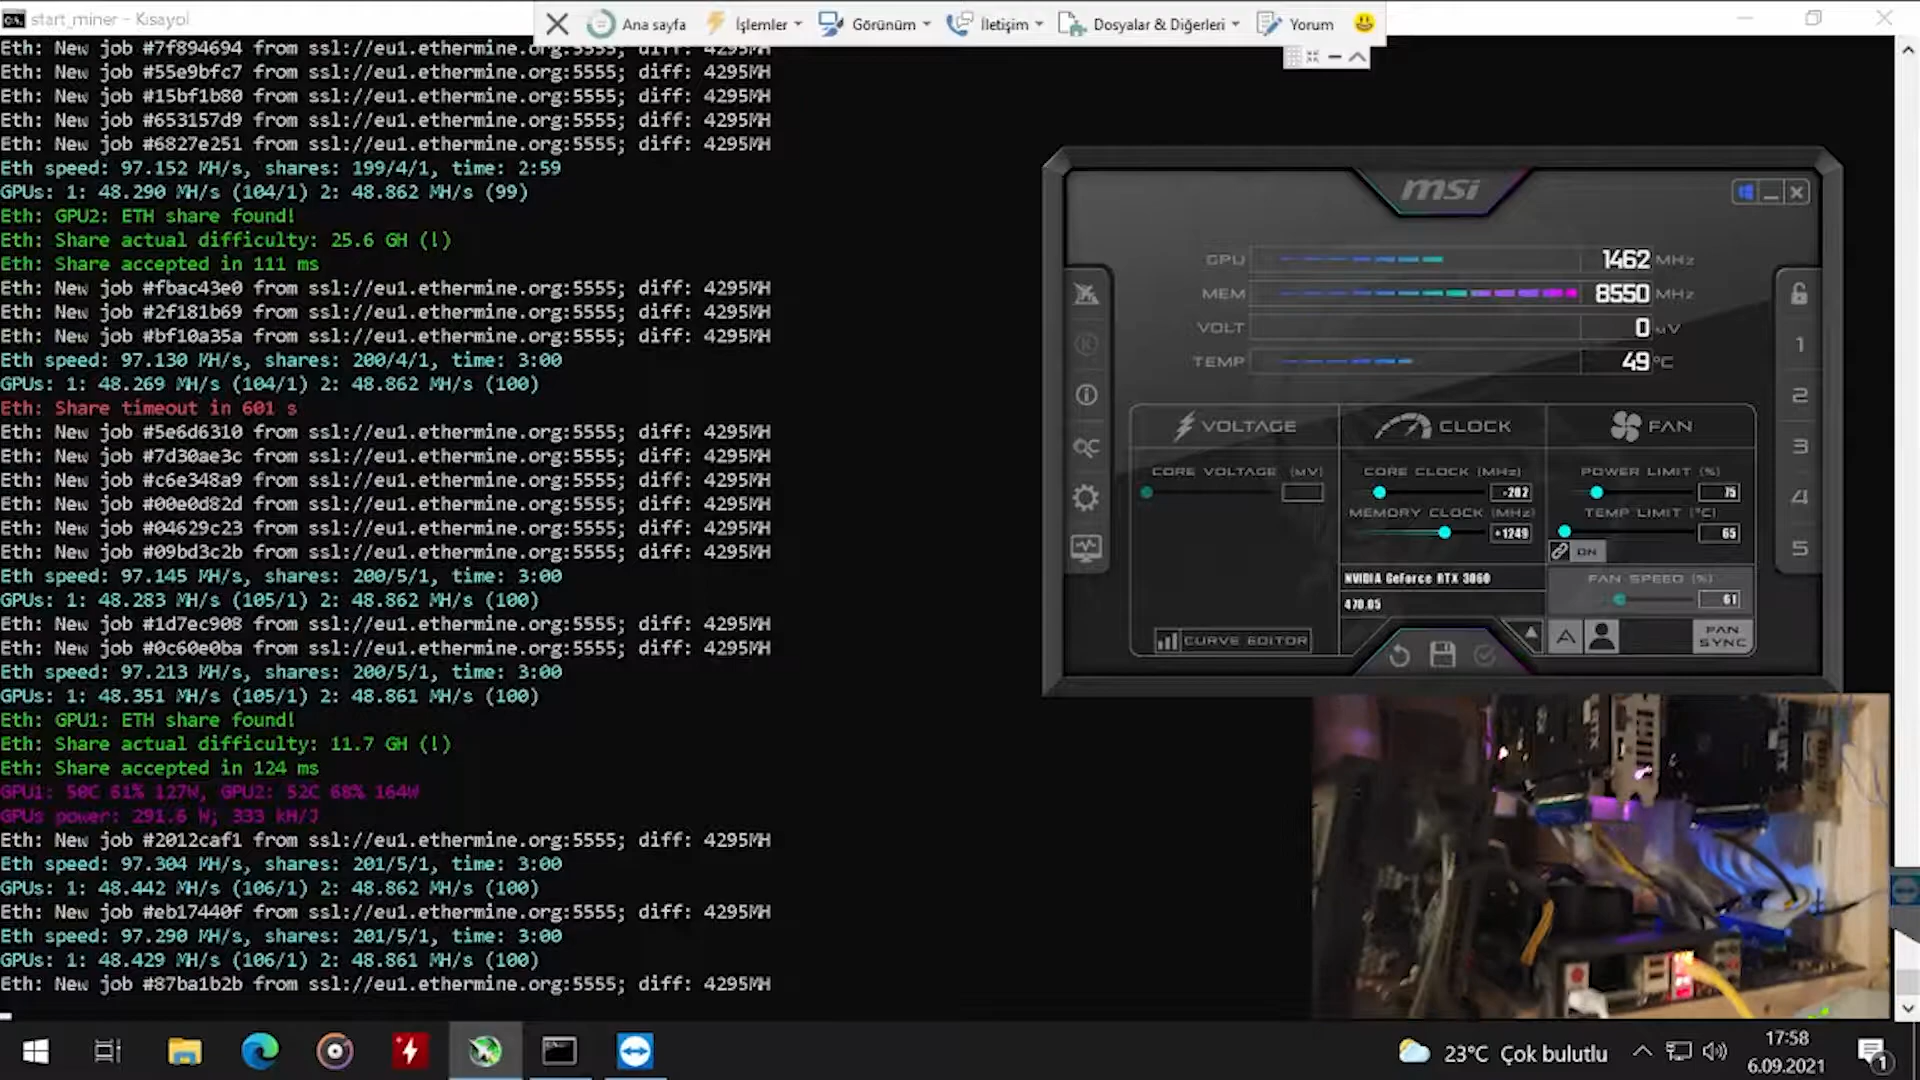 start_miner - Kısayol
Ana sayfa
İşlemler
Görünüm
İletişim
Dosyalar & Diğerleri
Yorum
Eth: New job #7f894694 from ssl://eu1.ethermine.org:5555; diff: 4295MH
Eth: New job #55e9bfc7 from ssl://eu1.ethermine.org:5555; diff: 4295MH
Eth: New job #15bf1b80 from ssl://eu1.ethermine.org:5555; diff: 4295MH
Eth: New job #653157d9 from ssl://eu1.ethermine.org:5555; diff: 4295MH
Eth: New job #6827e251 from ssl://eu1.ethermine.org:5555; diff: 4295MH
Eth speed: 97.152 MH/s, shares: 199/4/1, time: 2:59
GPUs: 1: 48.290 MH/s (104/1) 2: 48.862 MH/s (99)
Eth: GPU2: ETH share found!
Eth: Share actual difficulty: 25.6 GH (!)
Eth: Share accepted in 111 ms
Eth: New job #fbac43e0 from ssl://eu1.ethermine.org:5555; diff: 4295MH
Eth: New job #2f181b69 from ssl://eu1.ethermine.org:5555; diff: 4295MH
Eth: New job #bf10a35a from ssl://eu1.ethermine.org:5555; diff: 4295MH
Eth speed: 97.130 MH/s, shares: 200/4/1, time: 3:00
GPUs: 1: 48.269 MH/s (104/1) 2: 48.862 MH/s (100)
Eth: Share timeout in 601 s
Eth: New job #5e6d6310 from ssl://eu1.ethermine.org:5555; diff: 4295MH
Eth: New job #7d30ae3c from ssl://eu1.ethermine.org:5555; diff: 4295MH
Eth: New job #c6e348a9 from ssl://eu1.ethermine.org:5555; diff: 4295MH
Eth: New job #00e0d82d from ssl://eu1.ethermine.org:5555; diff: 4295MH
Eth: New job #04629c23 from ssl://eu1.ethermine.org:5555; diff: 4295MH
Eth: New job #09bd3c2b from ssl://eu1.ethermine.org:5555; diff: 4295MH
Eth speed: 97.145 MH/s, shares: 200/5/1, time: 3:00
GPUs: 1: 48.283 MH/s (105/1) 2: 48.862 MH/s (100)
Eth: New job #1d7ec908 from ssl://eu1.ethermine.org:5555; diff: 4295MH
Eth: New job #0c60e0ba from ssl://eu1.ethermine.org:5555; diff: 4295MH
Eth speed: 97.213 MH/s, shares: 200/5/1, time: 3:00
GPUs: 1: 48.351 MH/s (105/1) 2: 48.861 MH/s (100)
Eth: GPU1: ETH share found!
Eth: Share actual difficulty: 11.7 GH (!)
Eth: Share accepted in 124 ms
GPU1: 50C 61% 127W, GPU2: 52C 68% 164W
GPUs power: 291.6 W; 333 kH/J
Eth: New job #2012caf1 from ssl://eu1.ethermine.org:5555; diff: 4295MH
Eth speed: 97.304 MH/s, shares: 201/5/1, time: 3:00
GPUs: 1: 48.442 MH/s (106/1) 2: 48.862 MH/s (100)
Eth: New job #eb17440f from ssl://eu1.ethermine.org:5555; diff: 4295MH
Eth speed: 97.290 MH/s, shares: 201/5/1, time: 3:00
GPUs: 1: 48.429 MH/s (106/1) 2: 48.861 MH/s (100)
Eth: New job #87ba1b2b from ssl://eu1.ethermine.org:5555; diff: 4295MH
msi
GPU 1462 MHz
MEM 8550 MHz
VOLT 0 mV
TEMP 49 °C
1
2
3
4
5
VOLTAGE
CORE VOLTAGE (MV)
CURVE EDITOR
CLOCK
CORE CLOCK (MHz)
-202
MEMORY CLOCK (MHz)
+1249
NVIDIA GeForce RTX 3060
470.05
FAN
POWER LIMIT (%)
75
TEMP LIMIT (°C)
65
ON
FAN SPEED (%)
61
A
FAN SYNC
23°C Çok bulutlu
17:58
6.09.2021
1